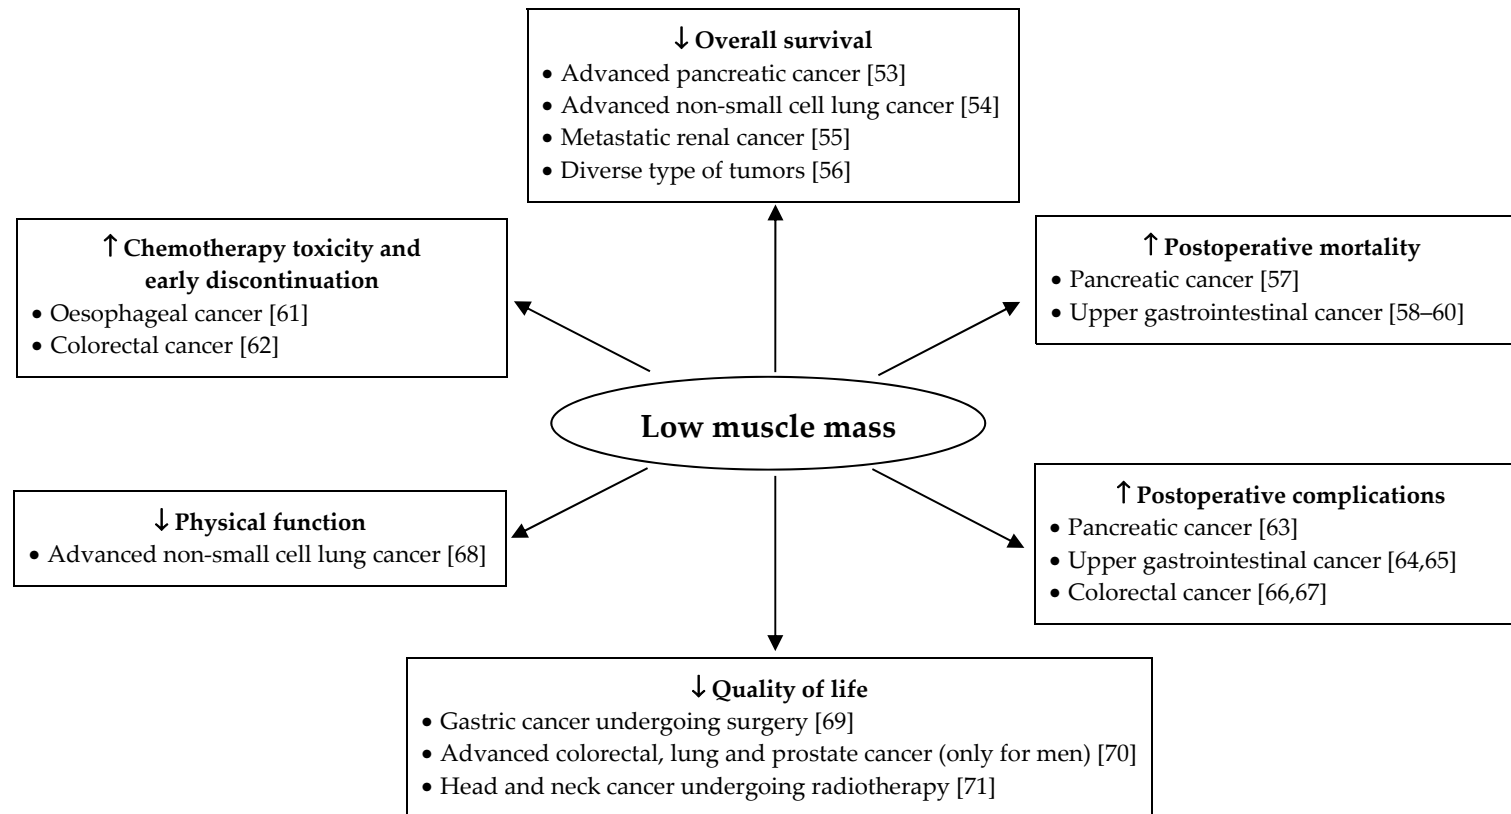 ↓ Overall survival
• Advanced pancreatic cancer [53]
• Advanced non-small cell lung cancer [54]
• Metastatic renal cancer [55]
• Diverse type of tumors [56]
↑ Chemotherapy toxicity and
early discontinuation
• Oesophageal cancer [61]
• Colorectal cancer [62]
↑ Postoperative mortality
• Pancreatic cancer [57]
• Upper gastrointestinal cancer [58–60]
Low muscle mass
↓ Physical function
• Advanced non-small cell lung cancer [68]
↑ Postoperative complications
• Pancreatic cancer [63]
• Upper gastrointestinal cancer [64,65]
• Colorectal cancer [66,67]
↓ Quality of life
• Gastric cancer undergoing surgery [69]
• Advanced colorectal, lung and prostate cancer (only for men) [70]
• Head and neck cancer undergoing radiotherapy [71]